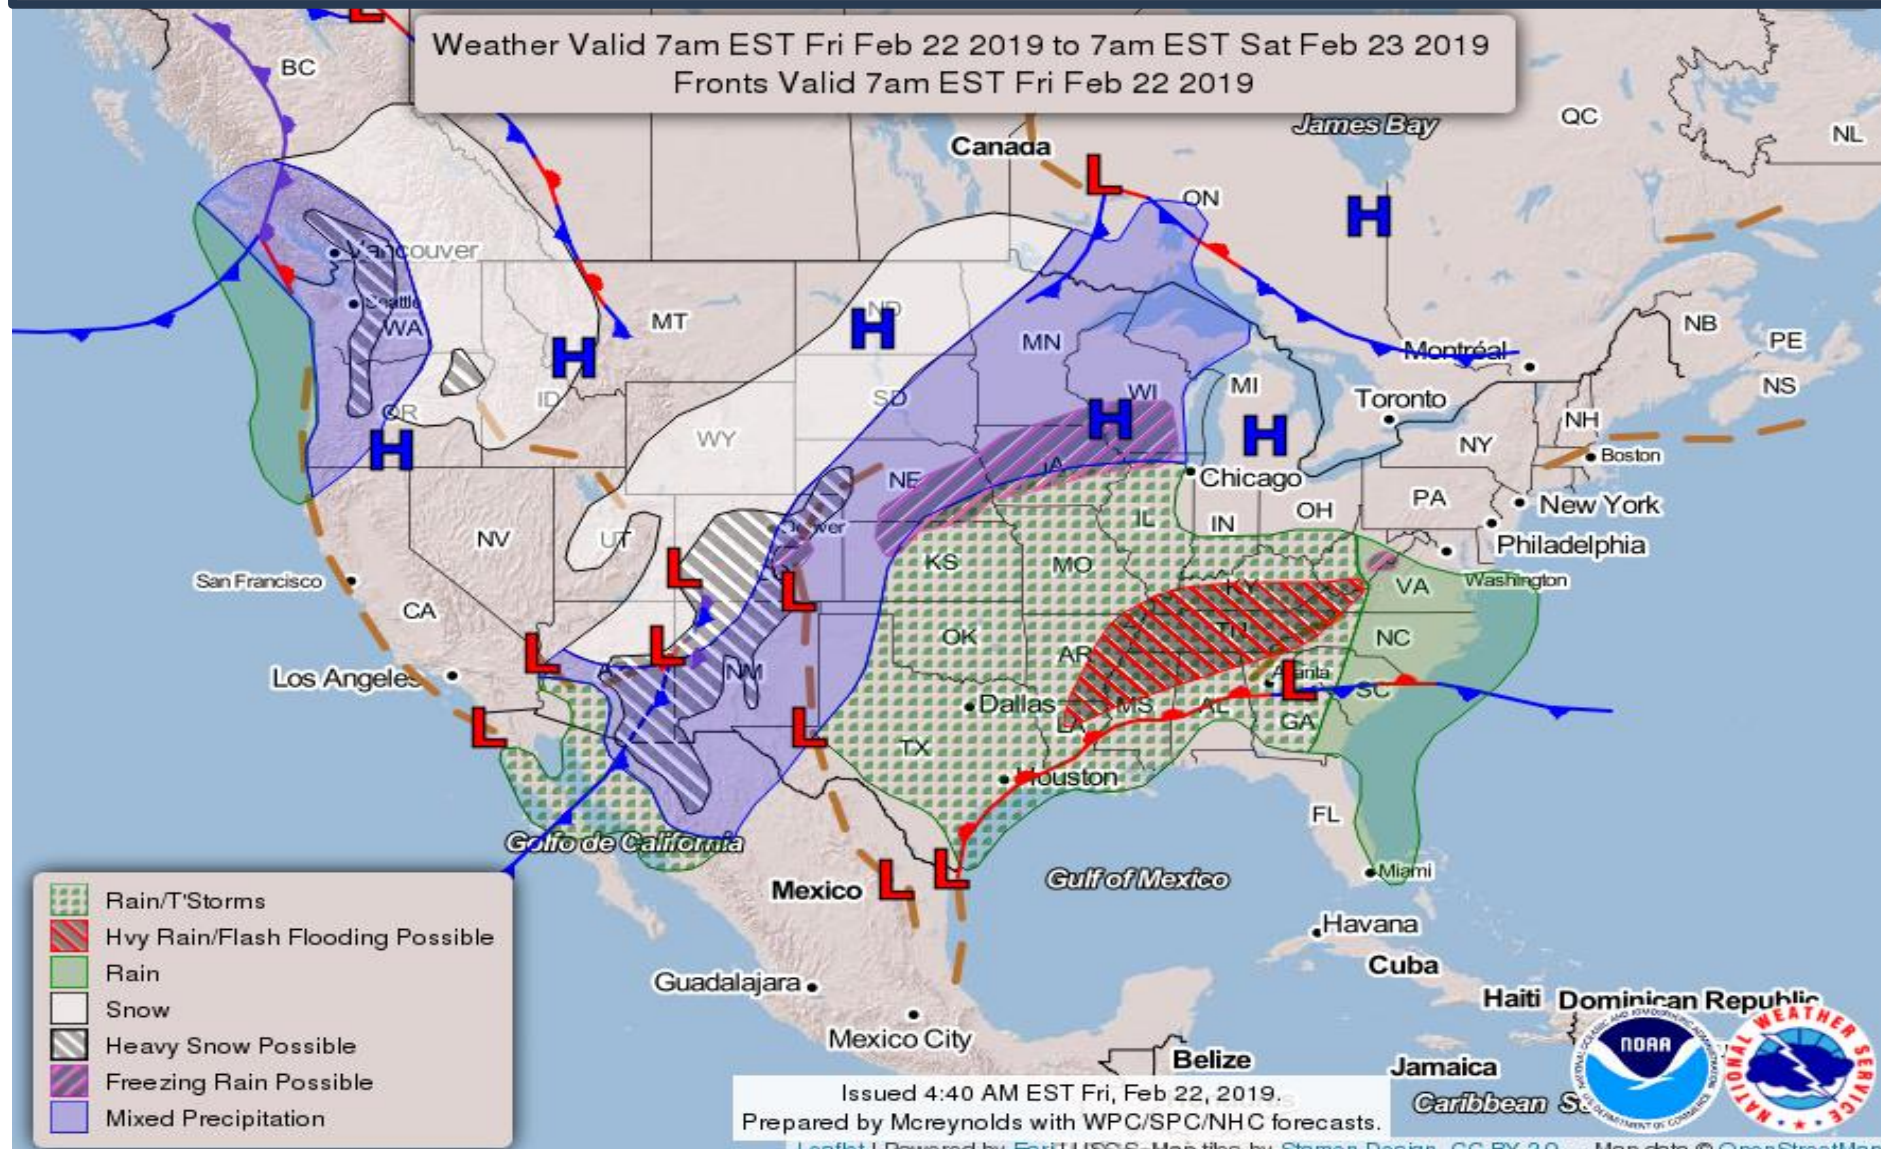 Weather Valid 7am EST Fri Feb 22 2019 to 7am EST Sat Feb 23 2019
Fronts Valid 7am EST Fri Feb 22 2019
L
BC
James Bay
QC
NL
Canada
L
ON
H
Vancouver
Seattle
WA
MT
ND
H
MN
NB
PE
H
Montréal
ID
SD
WI
MI
NS
OR
H
WY
H
H
Toronto
NH
NY
Boston
NE
IA
Chicago
PA
New York
NV
UT
Denver
IL
IN
OH
Philadelphia
San Francisco
L
KS
MO
VA
Washington
CA
L
KY
OK
TN
NC
L
L
AR
Los Angeles
NM
Atlanta
L
SC
Dallas
MS
AL
GA
L
L
LA
TX
Houston
FL
Golfo de California
Mexico
L
L
Gulf of Mexico
Miami
Havana
Cuba
Guadalajara
Haiti
Dominican Republic
Mexico City
Belize
Jamaica
Caribbean
Rain/T'Storms
Hvy Rain/Flash Flooding Possible
Rain
Snow
Heavy Snow Possible
Freezing Rain Possible
Mixed Precipitation
Issued 4:40 AM EST Fri, Feb 22, 2019.
Prepared by Mcreynolds with WPC/SPC/NHC forecasts.
NOAA
NATIONAL WEATHER SERVICE